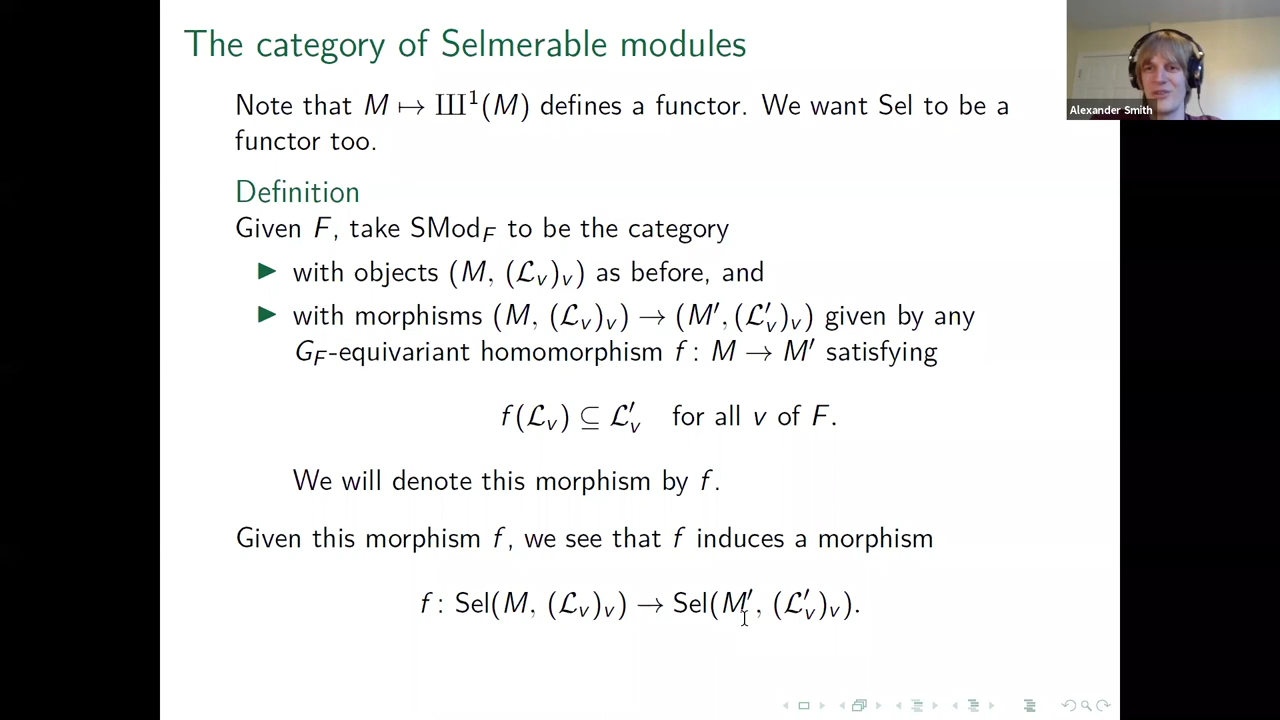 The category of Selmerable modules
Alexander Smith
Note that M ↦ Ш¹(M) defines a functor. We want Sel to be a
functor too.
Definition
Given F, take SMod_F to be the category
▶ with objects (M, (ℒ_v)_v) as before, and
▶ with morphisms (M, (ℒ_v)_v) → (M′, (ℒ′_v)_v) given by any
G_F-equivariant homomorphism f : M → M′ satisfying
f(ℒ_v) ⊆ ℒ′_v for all v of F.
We will denote this morphism by f.
Given this morphism f, we see that f induces a morphism
f : Sel(M, (ℒ_v)_v) → Sel(M′, (ℒ′_v)_v).